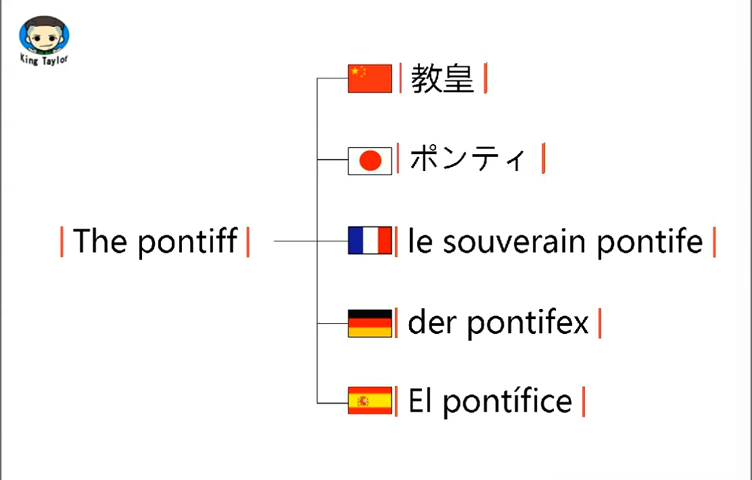 King Taylor
教皇
ポンティ
The pontiff
le souverain pontife
der pontifex
El pontífice